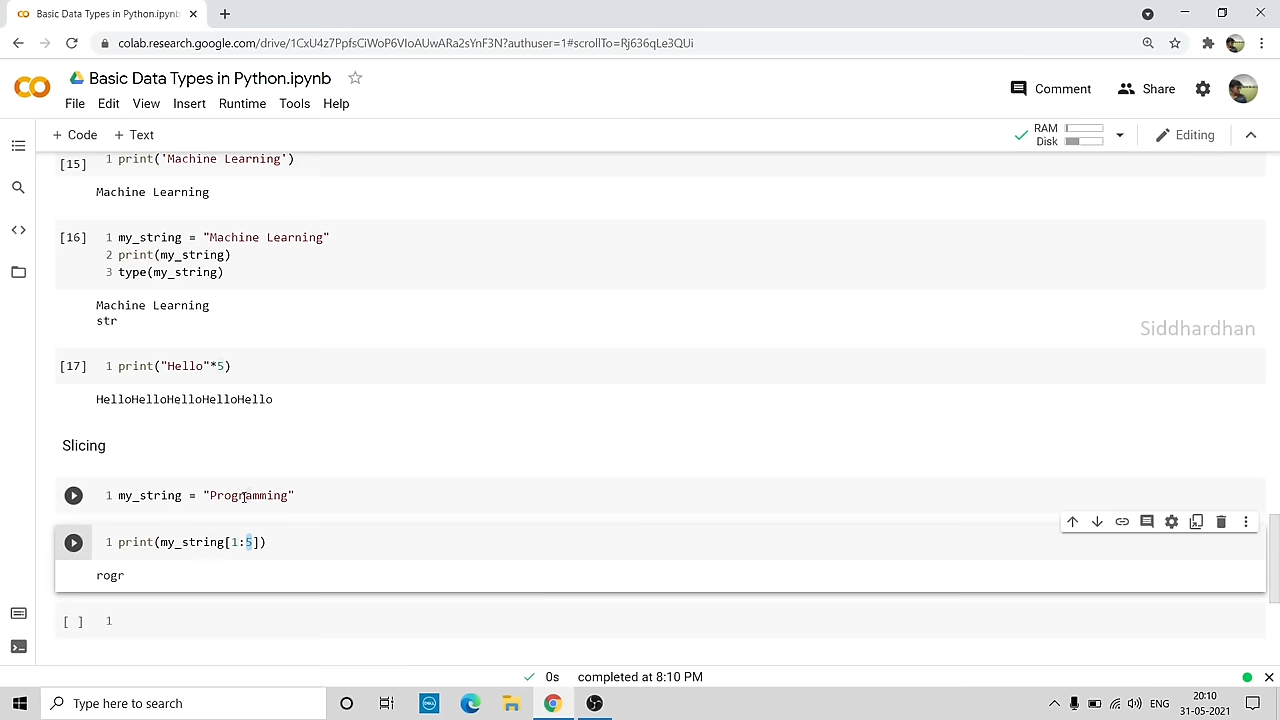 Basic Data Types in Python.ipynb
colab.research.google.com/drive/1CxU4z7PpfsCiWoP6VIoAUwARa2sYnF3N?authuser=1#scrollTo=Rj636qLe3QUi
Basic Data Types in Python.ipynb
Comment
Share
File Edit View Insert Runtime Tools Help
+ Code + Text
RAM
Disk
Editing
[15] 1 print('Machine Learning')
Machine Learning
[16] 1 my_string = "Machine Learning"
2 print(my_string)
3 type(my_string)
Machine Learning
str
Siddhardhan
[17] 1 print("Hello"*5)
HelloHelloHelloHelloHello
Slicing
1 my_string = "Programming"
1 print(my_string[1:5])
rogr
[ ] 1
0s completed at 8:10 PM
Type here to search
DELL
ENG
20:10
31-05-2021